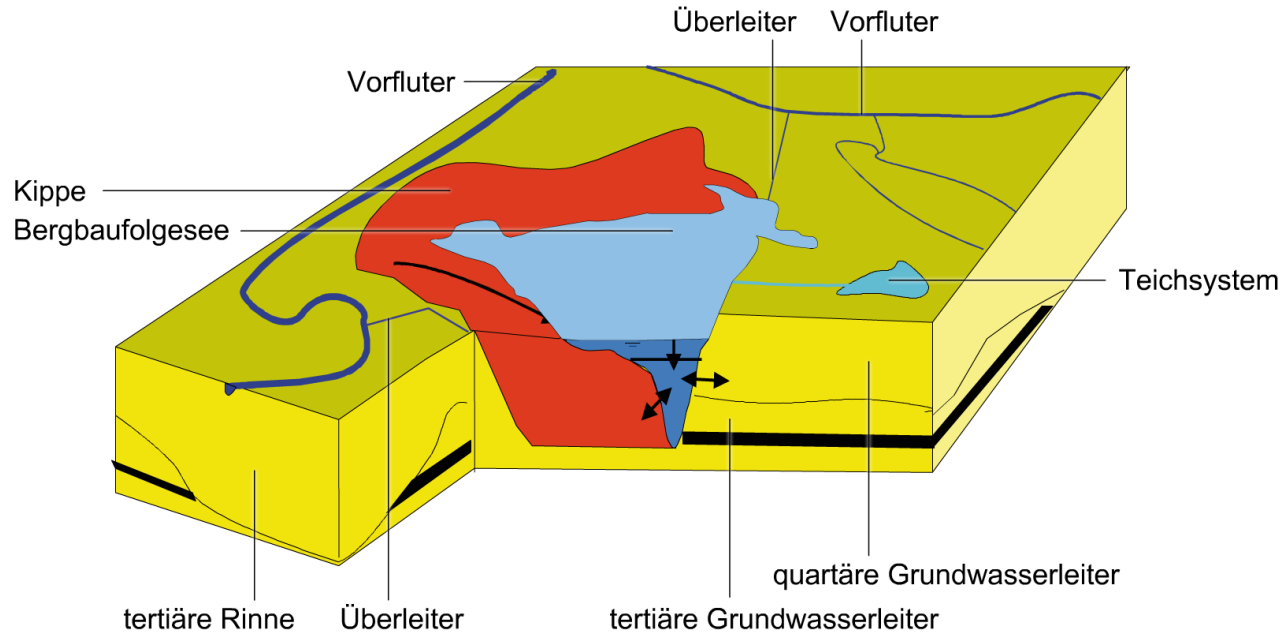 Überleiter Vorfluter
Vorfluter
Kippe
Bergbaufolgesee
Teichsystem
quartäre Grundwasserleiter
tertiäre Rinne Überleiter tertiäre Grundwasserleiter